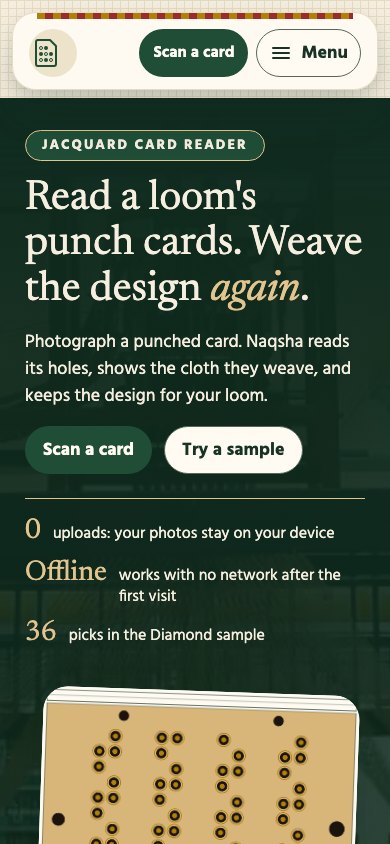 Scan a card
Menu
JACQUARD CARD READER
Read a loom's
punch cards. Weave
the design again.
Photograph a punched card. Naqsha reads
its holes, shows the cloth they weave, and
keeps the design for your loom.
Scan a card
Try a sample
0 uploads: your photos stay on your device
Offline works with no network after the
first visit
36 picks in the Diamond sample